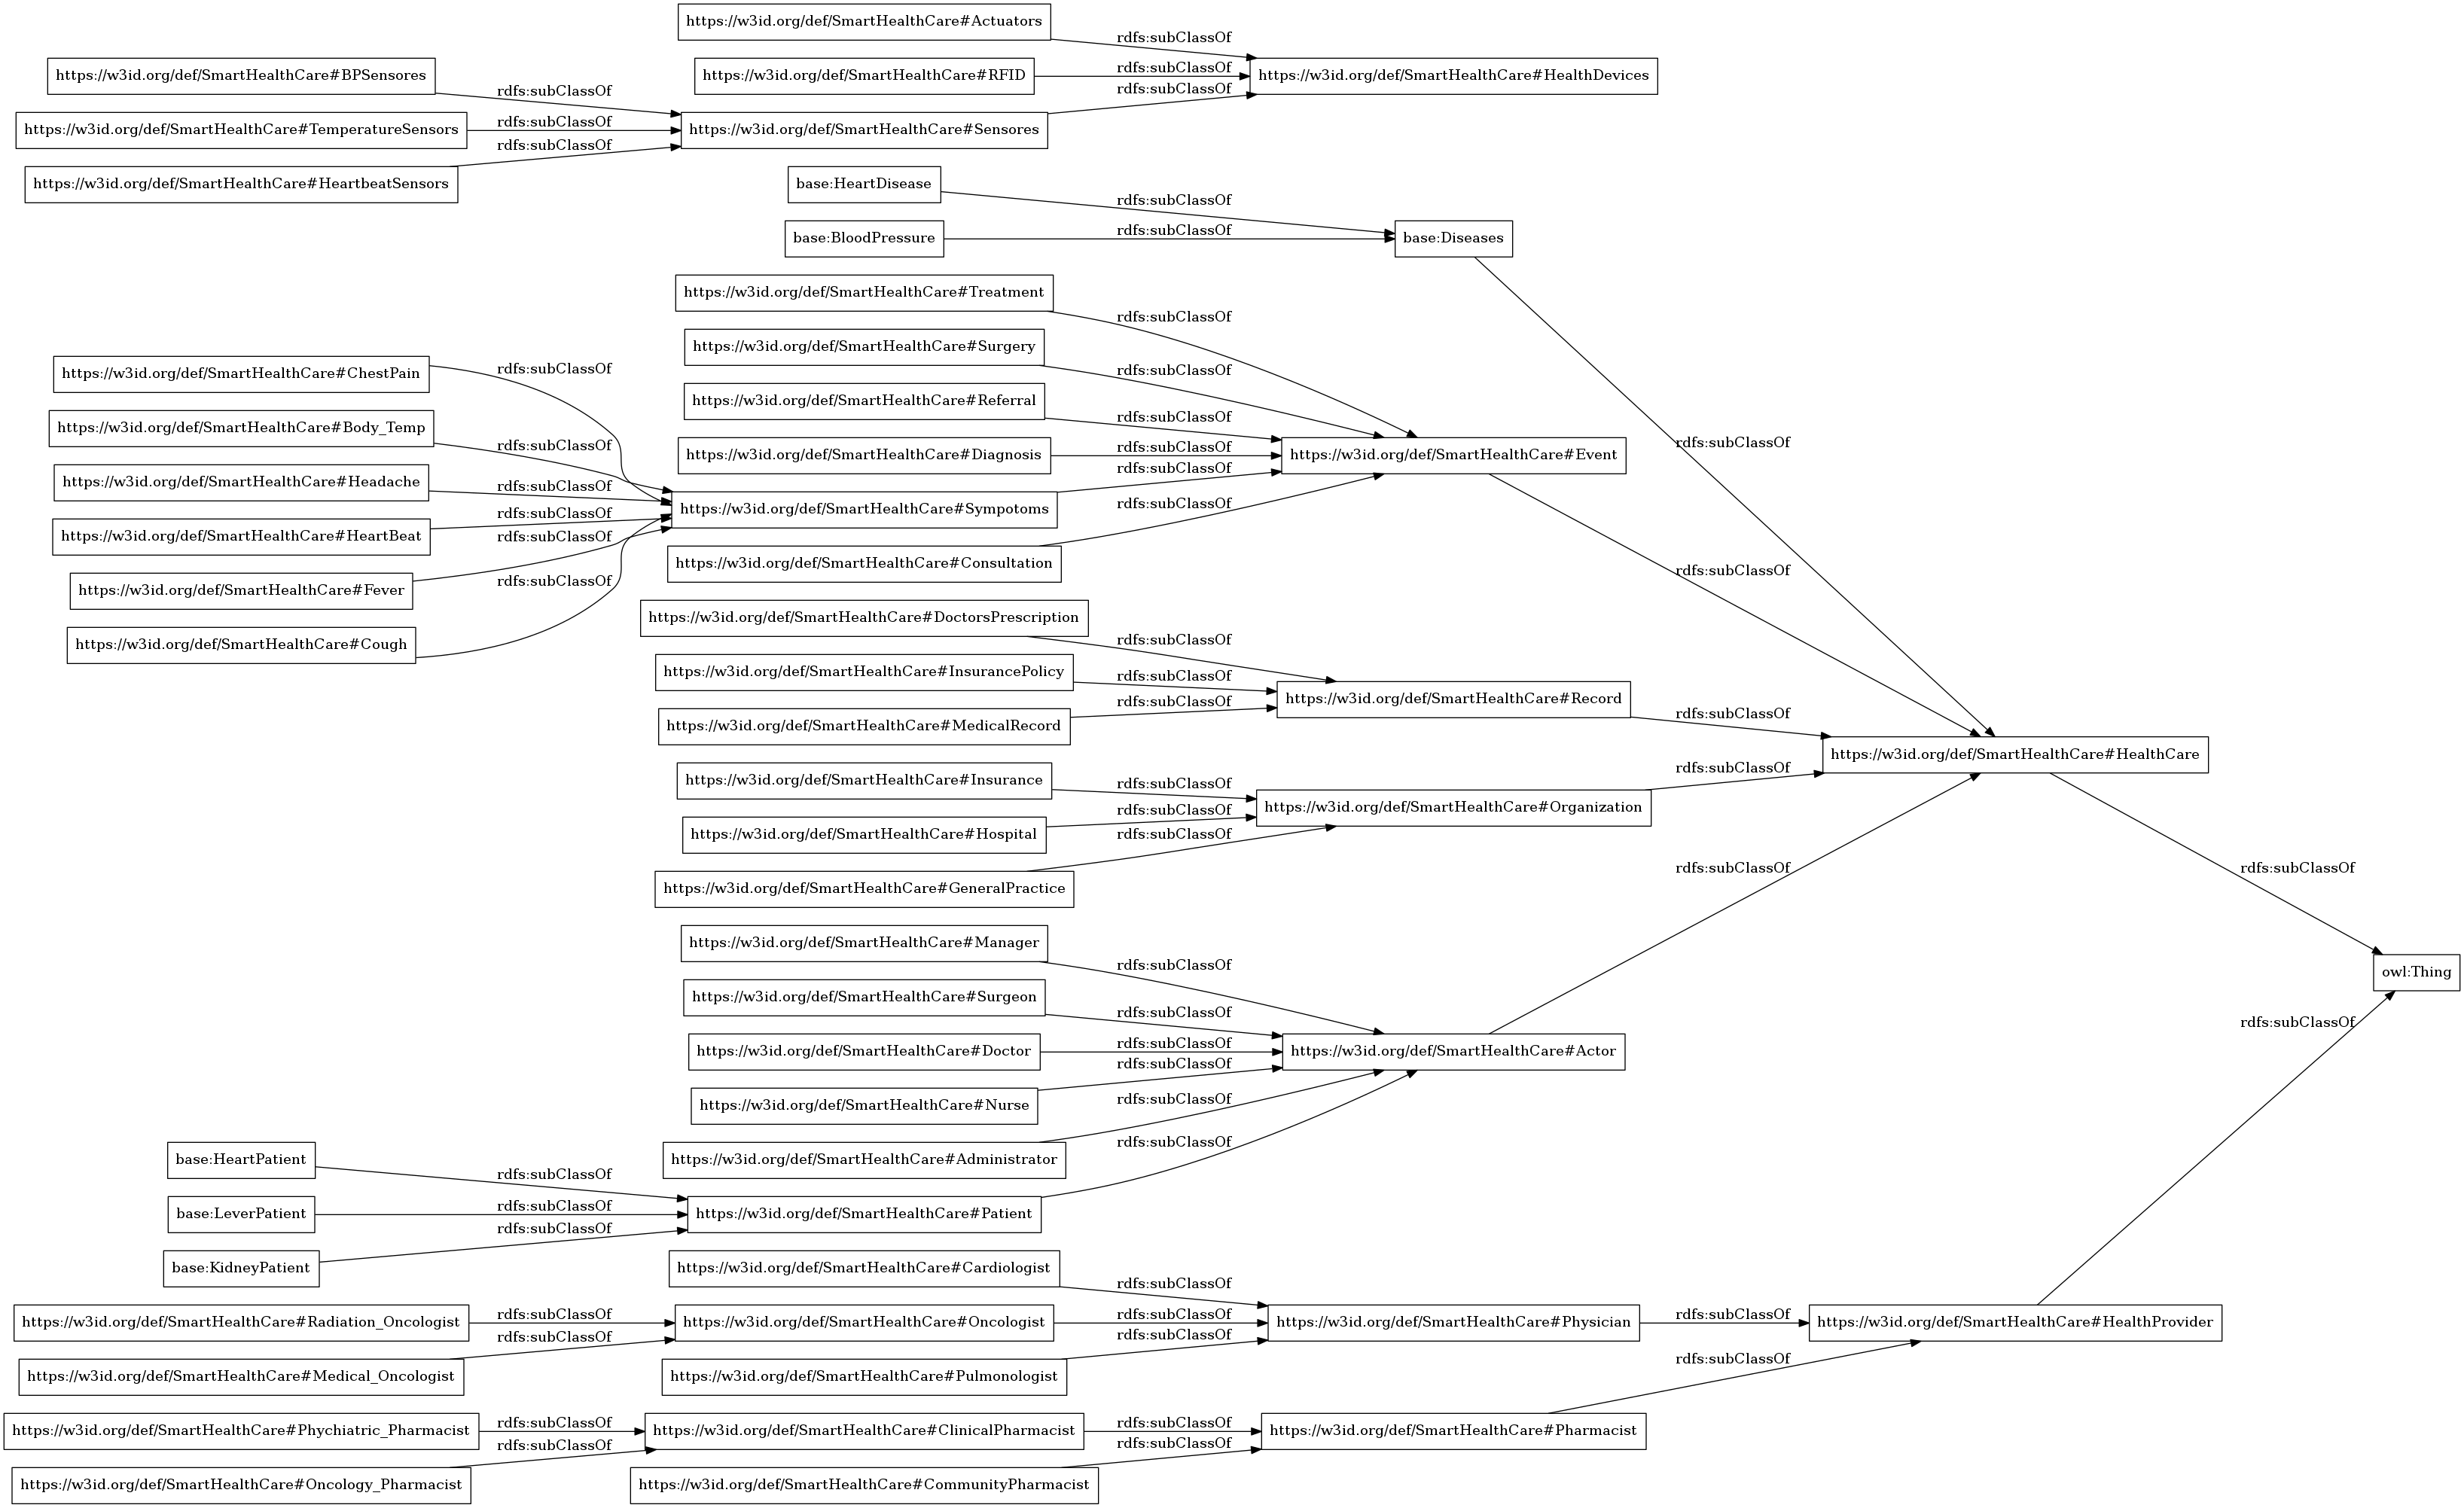 https://w3id.org/def/SmartHealthCare#Actuators
rdfs:subClassOf
https://w3id.org/def/SmartHealthCare#BPSensores
https://w3id.org/def/SmartHealthCare#RFID
rdfs:subClassOf
https://w3id.org/def/SmartHealthCare#HealthDevices
rdfs:subClassOf
rdfs:subClassOf
https://w3id.org/def/SmartHealthCare#TemperatureSensors
rdfs:subClassOf
https://w3id.org/def/SmartHealthCare#Sensores
rdfs:subClassOf
https://w3id.org/def/SmartHealthCare#HeartbeatSensors
base:HeartDisease
rdfs:subClassOf
base:BloodPressure
rdfs:subClassOf
base:Diseases
https://w3id.org/def/SmartHealthCare#Treatment
rdfs:subClassOf
https://w3id.org/def/SmartHealthCare#Surgery
rdfs:subClassOf
https://w3id.org/def/SmartHealthCare#ChestPain
rdfs:subClassOf
https://w3id.org/def/SmartHealthCare#Referral
rdfs:subClassOf
https://w3id.org/def/SmartHealthCare#Body_Temp
rdfs:subClassOf
rdfs:subClassOf
https://w3id.org/def/SmartHealthCare#Diagnosis
rdfs:subClassOf
https://w3id.org/def/SmartHealthCare#Event
https://w3id.org/def/SmartHealthCare#Headache
rdfs:subClassOf
rdfs:subClassOf
https://w3id.org/def/SmartHealthCare#Sympotoms
rdfs:subClassOf
https://w3id.org/def/SmartHealthCare#HeartBeat
rdfs:subClassOf
rdfs:subClassOf
https://w3id.org/def/SmartHealthCare#Consultation
rdfs:subClassOf
https://w3id.org/def/SmartHealthCare#Fever
rdfs:subClassOf
https://w3id.org/def/SmartHealthCare#DoctorsPrescription
rdfs:subClassOf
https://w3id.org/def/SmartHealthCare#Cough
https://w3id.org/def/SmartHealthCare#InsurancePolicy
rdfs:subClassOf
https://w3id.org/def/SmartHealthCare#Record
rdfs:subClassOf
https://w3id.org/def/SmartHealthCare#MedicalRecord
rdfs:subClassOf
https://w3id.org/def/SmartHealthCare#HealthCare
https://w3id.org/def/SmartHealthCare#Insurance
rdfs:subClassOf
rdfs:subClassOf
https://w3id.org/def/SmartHealthCare#Organization
https://w3id.org/def/SmartHealthCare#Hospital
rdfs:subClassOf
rdfs:subClassOf
https://w3id.org/def/SmartHealthCare#GeneralPractice
rdfs:subClassOf
rdfs:subClassOf
https://w3id.org/def/SmartHealthCare#Manager
rdfs:subClassOf
owl:Thing
https://w3id.org/def/SmartHealthCare#Surgeon
rdfs:subClassOf
rdfs:subClassOf
https://w3id.org/def/SmartHealthCare#Doctor
rdfs:subClassOf
https://w3id.org/def/SmartHealthCare#Actor
rdfs:subClassOf
https://w3id.org/def/SmartHealthCare#Nurse
rdfs:subClassOf
base:HeartPatient
rdfs:subClassOf
https://w3id.org/def/SmartHealthCare#Administrator
rdfs:subClassOf
base:LeverPatient
rdfs:subClassOf
https://w3id.org/def/SmartHealthCare#Patient
rdfs:subClassOf
base:KidneyPatient
https://w3id.org/def/SmartHealthCare#Cardiologist
rdfs:subClassOf
https://w3id.org/def/SmartHealthCare#Radiation_Oncologist
rdfs:subClassOf
https://w3id.org/def/SmartHealthCare#Oncologist
rdfs:subClassOf
https://w3id.org/def/SmartHealthCare#Physician
rdfs:subClassOf
https://w3id.org/def/SmartHealthCare#HealthProvider
rdfs:subClassOf
rdfs:subClassOf
https://w3id.org/def/SmartHealthCare#Medical_Oncologist
https://w3id.org/def/SmartHealthCare#Pulmonologist
rdfs:subClassOf
https://w3id.org/def/SmartHealthCare#Phychiatric_Pharmacist
rdfs:subClassOf
https://w3id.org/def/SmartHealthCare#ClinicalPharmacist
rdfs:subClassOf
https://w3id.org/def/SmartHealthCare#Pharmacist
rdfs:subClassOf
rdfs:subClassOf
https://w3id.org/def/SmartHealthCare#Oncology_Pharmacist
https://w3id.org/def/SmartHealthCare#CommunityPharmacist